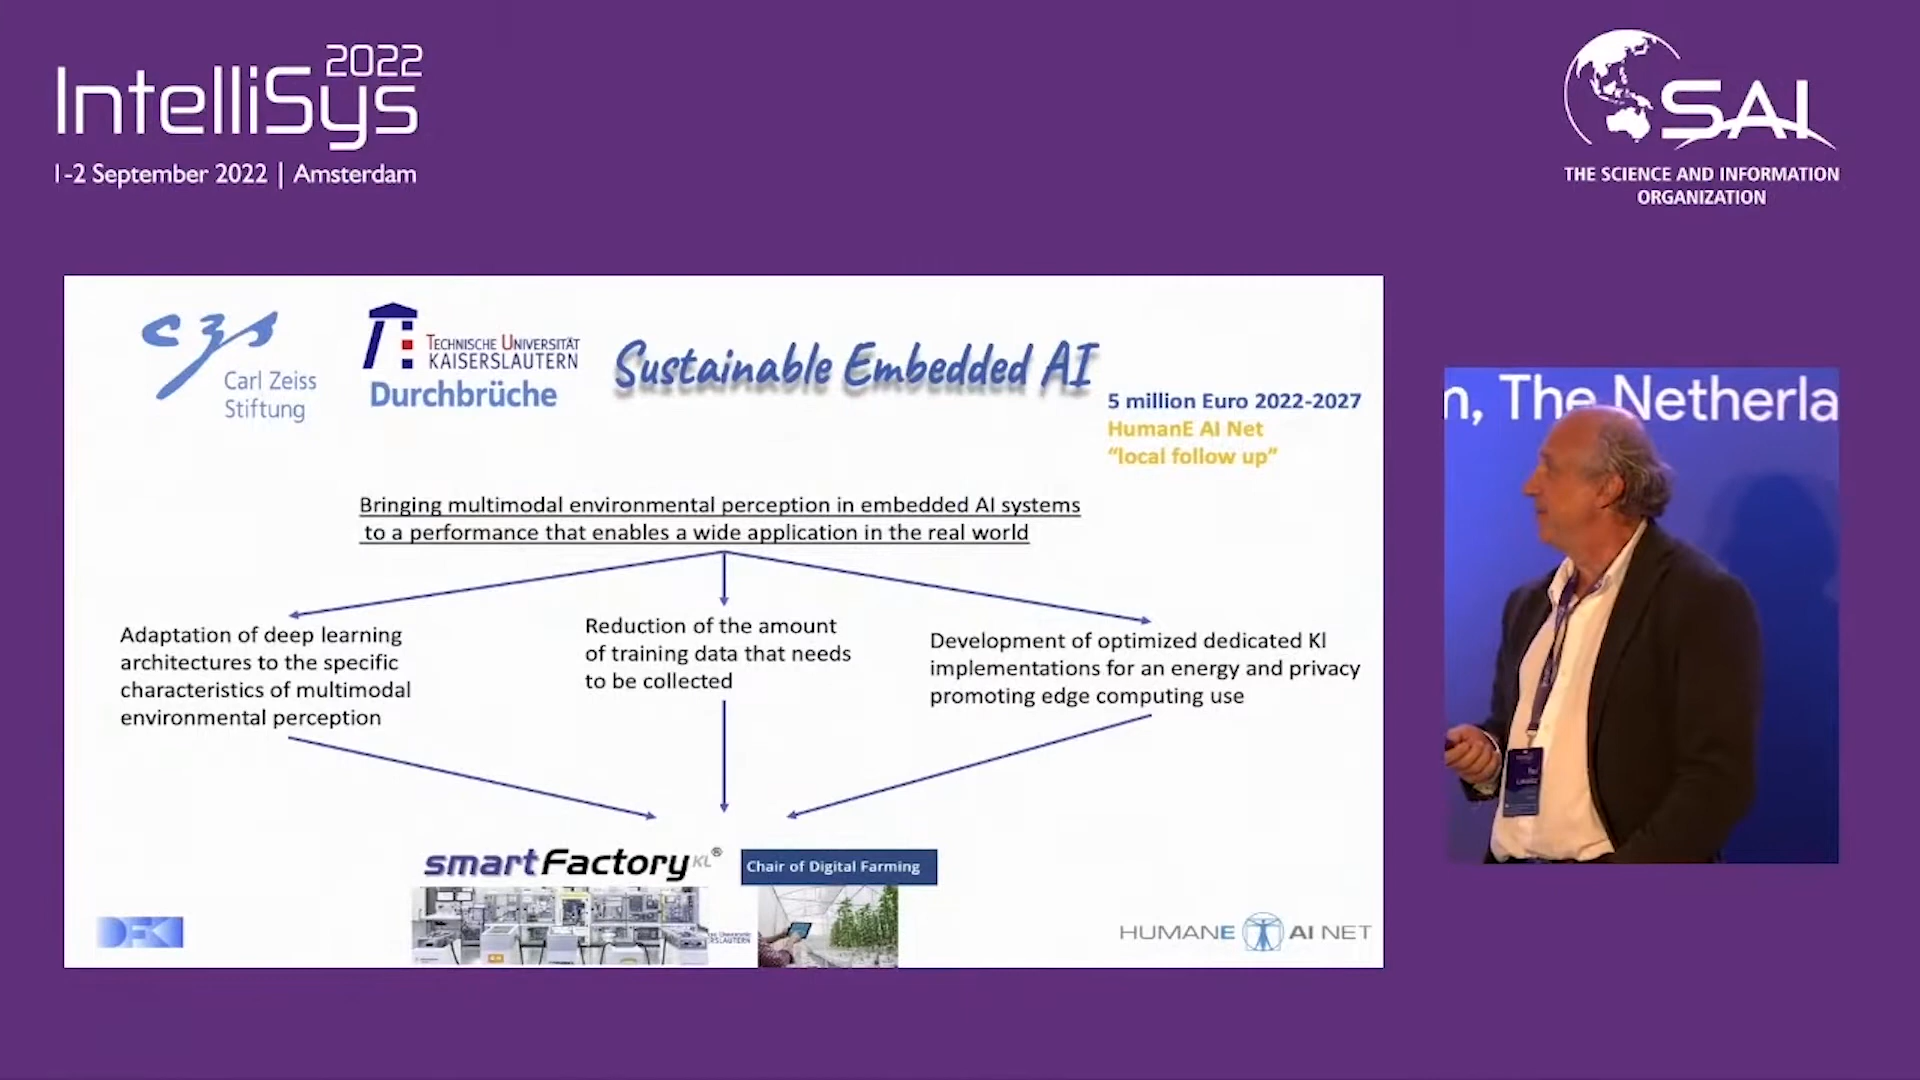 2022
IntelliSys
1-2 September 2022 | Amsterdam
SAI
THE SCIENCE AND INFORMATION
ORGANIZATION
czs
Carl Zeiss
Stiftung
TECHNISCHE UNIVERSITÄT
KAISERSLAUTERN
Durchbrüche
Sustainable Embedded AI
5 million Euro 2022-2027
HumanE AI Net
“local follow up”
Bringing multimodal environmental perception in embedded AI systems
to a performance that enables a wide application in the real world
Adaptation of deep learning
architectures to the specific
characteristics of multimodal
environmental perception
Reduction of the amount
of training data that needs
to be collected
Development of optimized dedicated KI
implementations for an energy and privacy
promoting edge computing use
smartFactory KL®
Chair of Digital Farming
DFKI
HUMANE AI NET
, The Netherla